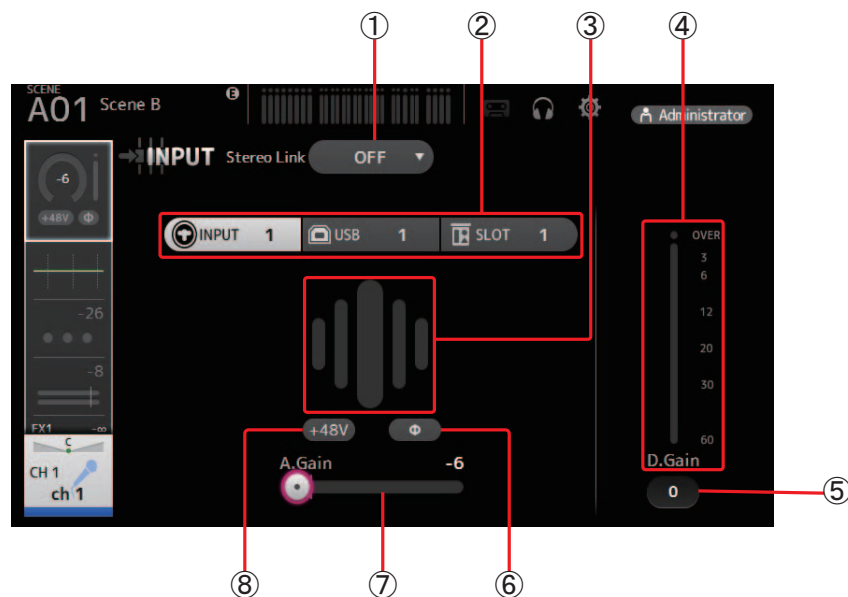 ① ② ③ ④
SCENE
A01 Scene B
E
Administrator
INPUT Stereo Link OFF ▼
-6
+48V Φ
INPUT 1 USB 1 SLOT 1
OVER
3
6
12
20
30
60
-26
-8
FX1 -∞
C
CH 1
ch 1
+48V Φ
A.Gain -6
D.Gain
0
⑤
⑧ ⑦ ⑥